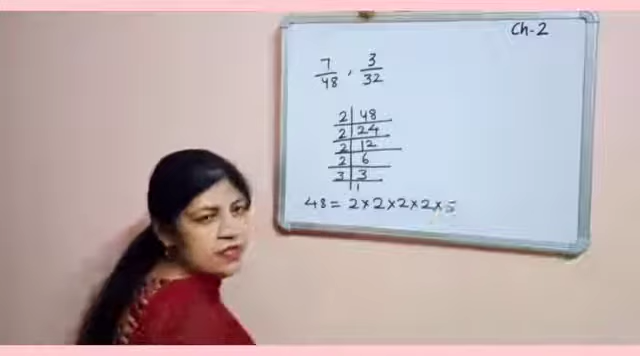 Ch-2
7/48, 3/32
2 | 48
2 | 24
2 | 12
2 | 6
3 | 3
1
48 = 2×2×2×2×